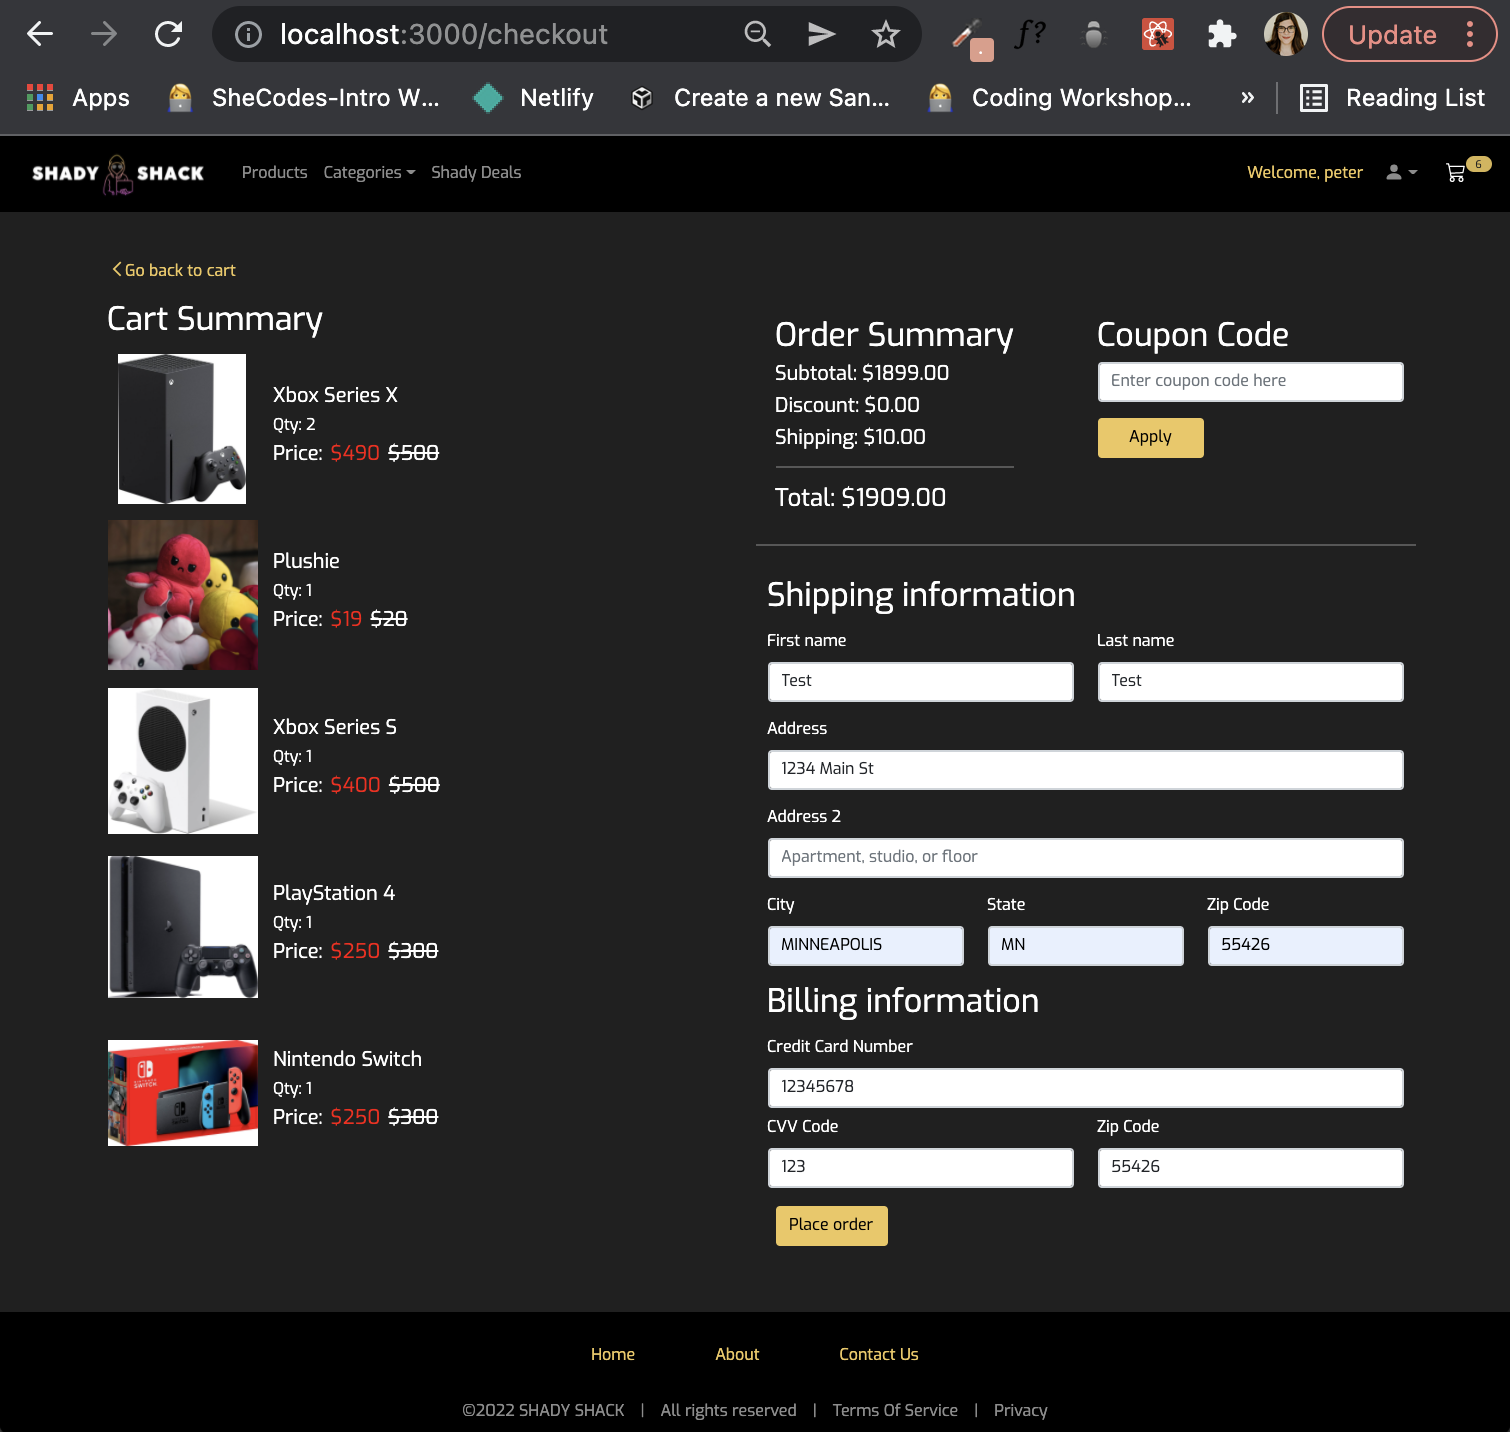 localhost:3000/checkout
f?
Update
Apps
SheCodes-Intro W...
Netlify
Create a new San...
Coding Workshop...
»
Reading List
SHADY SHACK
Products
Categories
Shady Deals
Welcome, peter
6
Go back to cart
Cart Summary
Xbox Series X
Qty: 2
Price: $490 $500
Plushie
Qty: 1
Price: $19 $20
Xbox Series S
Qty: 1
Price: $400 $500
PlayStation 4
Qty: 1
Price: $250 $300
NINTENDO SWITCH
Nintendo Switch
Qty: 1
Price: $250 $300
Order Summary
Subtotal: $1899.00
Discount: $0.00
Shipping: $10.00
Total: $1909.00
Coupon Code
Enter coupon code here
Apply
Shipping information
First name
Last name
Test
Test
Address
1234 Main St
Address 2
Apartment, studio, or floor
City
State
Zip Code
MINNEAPOLIS
MN
55426
Billing information
Credit Card Number
12345678
CVV Code
Zip Code
123
55426
Place order
Home
About
Contact Us
©2022 SHADY SHACK | All rights reserved | Terms Of Service | Privacy